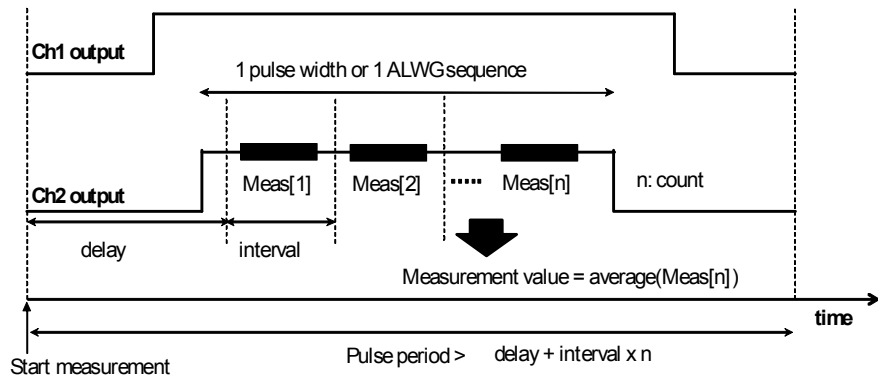 Ch1 output
1 pulse width or 1 ALWG sequence
Meas[1]
Meas[2]
Meas[n]
n: count
Ch2 output
delay
interval
Measurement value = average(Meas[n])
time
Pulse period > delay + interval x n
Start measurement